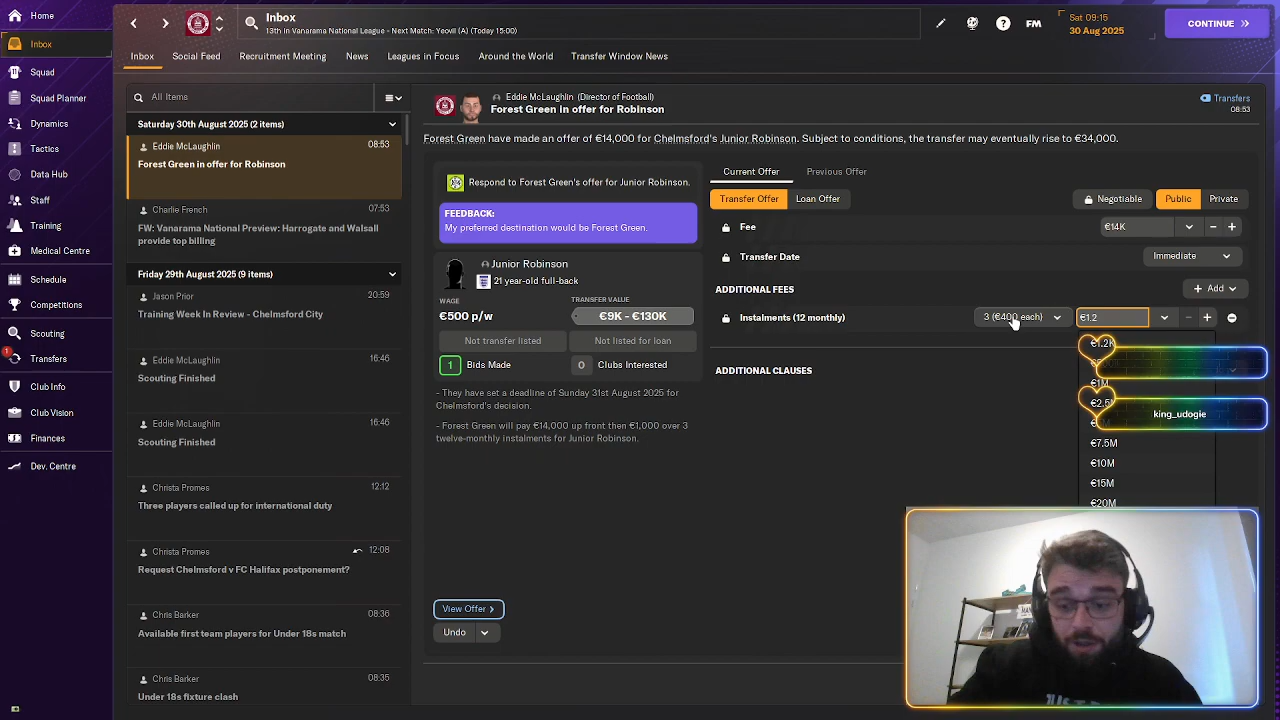 Home
Inbox
Squad
Squad Planner
Dynamics
Tactics
Data Hub
Staff
Training
Medical Centre
Schedule
Competitions
Scouting
1
Transfers
Club Info
Club Vision
Finances
Dev. Centre
Inbox
13th in Vanarama National League - Next Match: Yeovil (A) (Today 15:00)
FM
Sat 09:15
30 Aug 2025
CONTINUE
Inbox
Social Feed
Recruitment Meeting
News
Leagues in Focus
Around the World
Transfer Window News
All Items
Saturday 30th August 2025 (2 items)
Eddie McLaughlin
08:53
Forest Green in offer for Robinson
Charlie French
07:53
FW: Vanarama National Preview: Harrogate and Walsall
provide top billing
Friday 29th August 2025 (9 items)
Jason Prior
20:59
Training Week In Review - Chelmsford City
Eddie McLaughlin
16:46
Scouting Finished
Eddie McLaughlin
16:46
Scouting Finished
Christa Promes
12:12
Three players called up for international duty
Christa Promes
12:08
Request Chelmsford v FC Halifax postponement?
Chris Barker
08:36
Available first team players for Under 18s match
Chris Barker
08:35
Under 18s fixture clash
Eddie McLaughlin (Director of Football)
Forest Green in offer for Robinson
Transfers
08:53
Forest Green have made an offer of €14,000 for Chelmsford's Junior Robinson. Subject to conditions, the transfer may eventually rise to €34,000.
Respond to Forest Green's offer for Junior Robinson.
FEEDBACK:
My preferred destination would be Forest Green.
Junior Robinson
21 year-old full-back
WAGE
€500 p/w
TRANSFER VALUE
€9K - €130K
Not transfer listed
Not listed for loan
1 Bids Made
0 Clubs Interested
- They have set a deadline of Sunday 31st August 2025 for
Chelmsford's decision.
- Forest Green will pay €14,000 up front then €1,000 over 3
twelve-monthly instalments for Junior Robinson.
View Offer
Undo
Current Offer
Previous Offer
Transfer Offer
Loan Offer
Negotiable
Public
Private
Fee
€14K
Transfer Date
Immediate
ADDITIONAL FEES
Add
Instalments (12 monthly)
3 (€400 each)
€1.2
ADDITIONAL CLAUSES
€1.2K
€1M
€7.5M
€10M
€15M
€20M
king_udogie